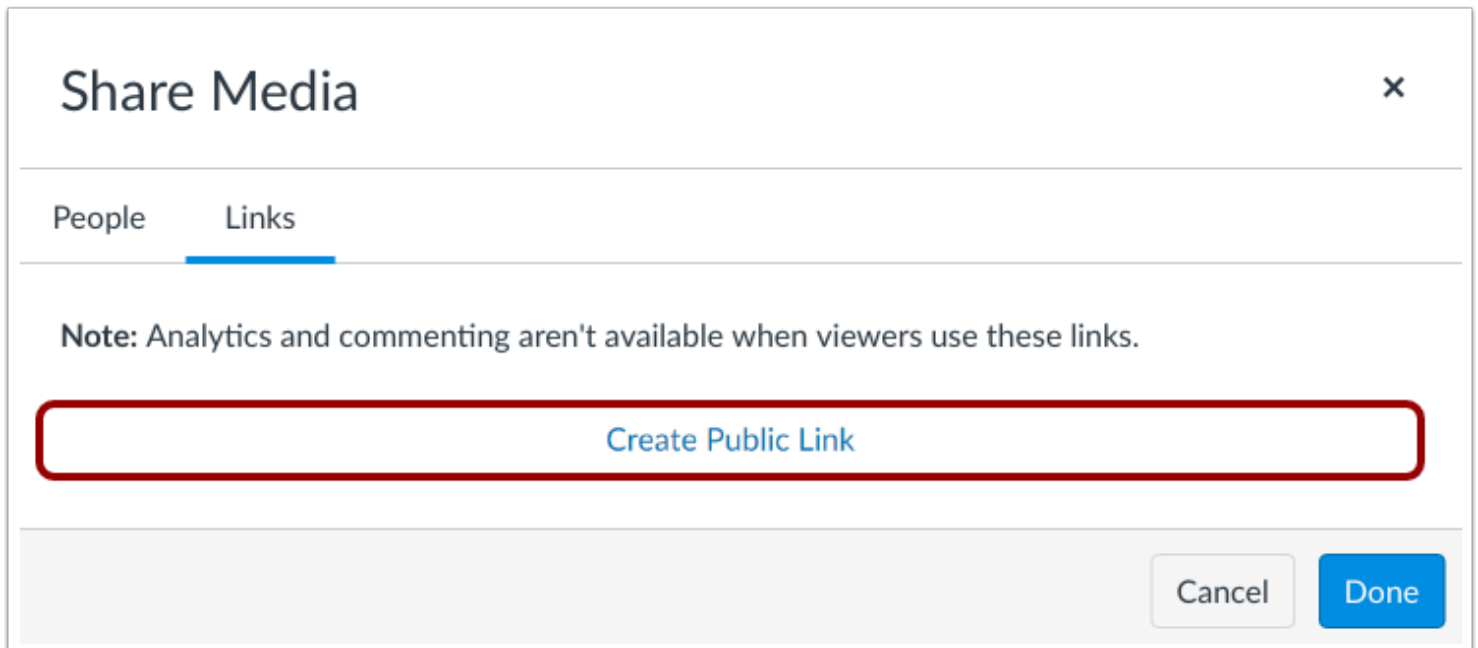 Share Media
People Links
Note: Analytics and commenting aren't available when viewers use these links.
Create Public Link
Cancel Done